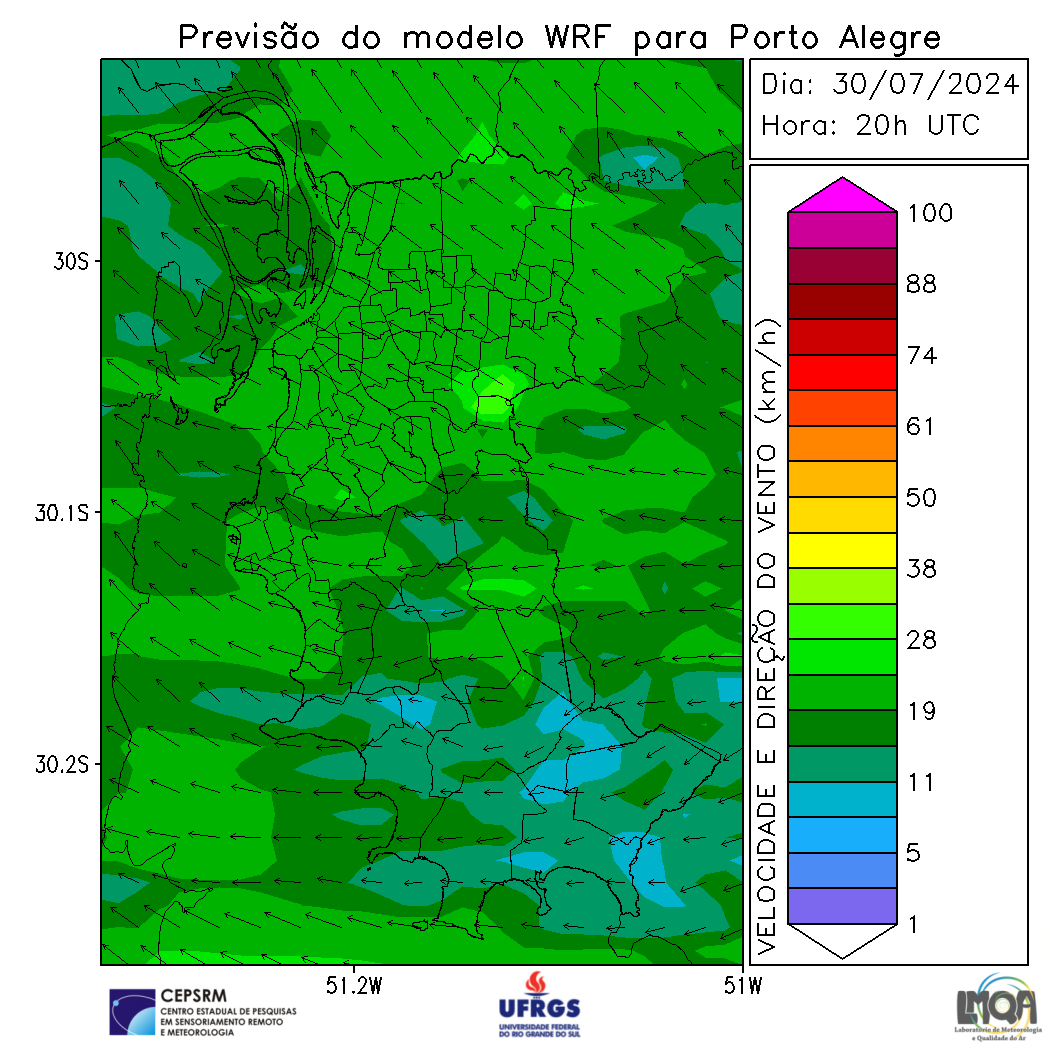 Previsão do modelo WRF para Porto Alegre
Dia: 30/07/2024
Hora: 20h UTC
30S
30.1S
30.2S
51.2W
51W
VELOCIDADE E DIREÇÃO DO VENTO (km/h)
100
88
74
61
50
38
28
19
11
5
1
CEPSRM
CENTRO ESTADUAL DE PESQUISAS
EM SENSORIAMENTO REMOTO
E METEOROLOGIA
UFRGS
UNIVERSIDADE FEDERAL
DO RIO GRANDE DO SUL
LMQA
Laboratório de Meteorologia
e Qualidade do Ar